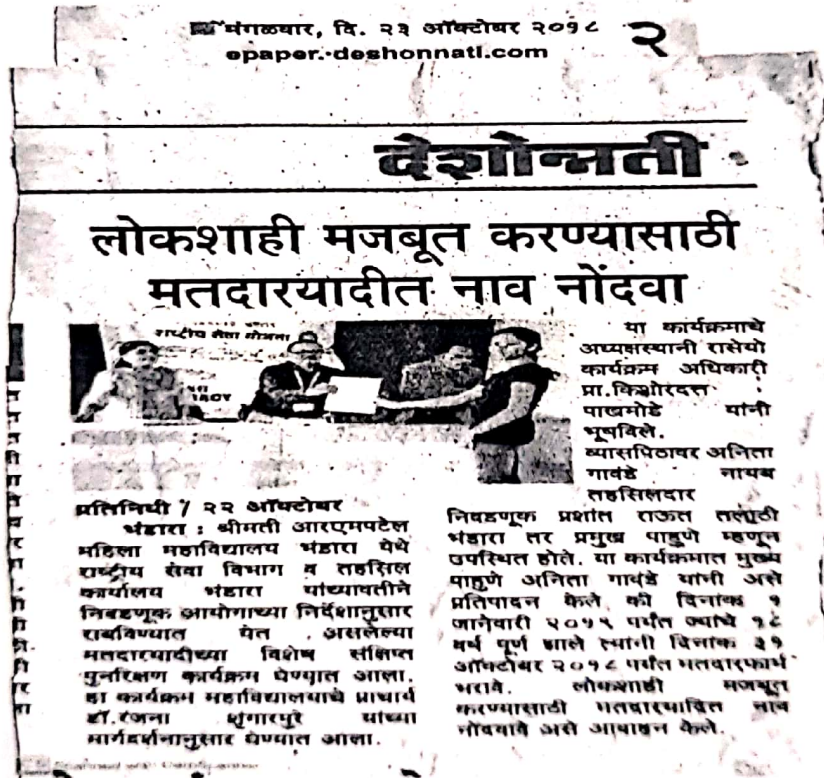 मंगळवार, दि. २३ ऑक्टोबर २०१८
२
epaper.deshonnati.com
देशोन्नती
लोकशाही मजबूत करण्यासाठी
मतदारयादीत नाव नोंदवा
राष्ट्रीय सेवा योजना
प्रतिनिधी / २२ ऑक्टोबर
भंडारा : श्रीमती आरएमपटेल
महिला महाविद्यालय भंडारा येथे
राष्ट्रीय सेवा विभाग व तहसिल
कार्यालय भंडारा यांच्यावतीने
निवडणूक आयोगाच्या निर्देशानुसार
राबविण्यात येत असलेल्या
मतदारयादीच्या विशेष संक्षिप्त
पुनरिक्षण कार्यक्रम घेण्यात आला.
हा कार्यक्रम महाविद्यालयाचे प्राचार्य
डॉ.रंजना श्रृंगारपुरे यांच्या
मार्गदर्शनानुसार घेण्यात आला.
या कार्यक्रमाचे
अध्यक्षस्थानी रासेयो
कार्यक्रम अधिकारी
प्रा.किशोरदत्त
पाखमोडे यांनी
भूषविले.
व्यासपिठावर अनिता
गावंडे नायब
तहसिलदार
निवडणूक प्रशांत राऊत तलाठी
भंडारा तर प्रमुख पाहुणे म्हणून
उपस्थित होते. या कार्यक्रमात मुख्य
पाहुणे अनिता गावंडे यांनी असे
प्रतिपादन केले की दिनांक १
जानेवारी २०१९ पर्यंत ज्यांचे १८
वर्ष पूर्ण झाले त्यांनी दिनांक ३१
ऑक्टोबर २०१८ पर्यंत मतदारफार्म
भरावे. लोकशाही मजबूत
करण्यासाठी मतदारयादित नाव
नोंदवावे असे आवाहन केले.